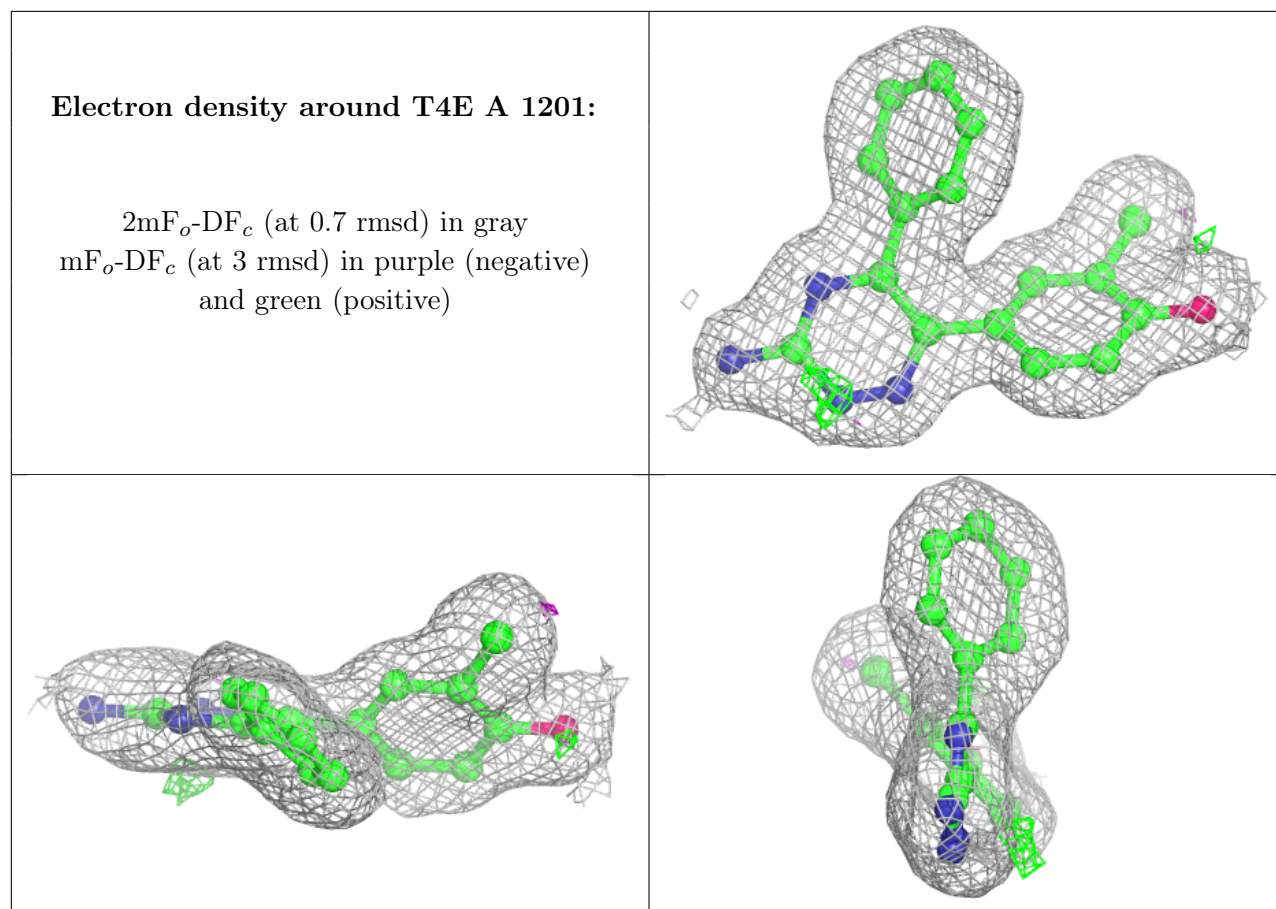 Electron density around T4E A 1201:
2mFo-DFc (at 0.7 rmsd) in gray
mFo-DFc (at 3 rmsd) in purple (negative)
and green (positive)